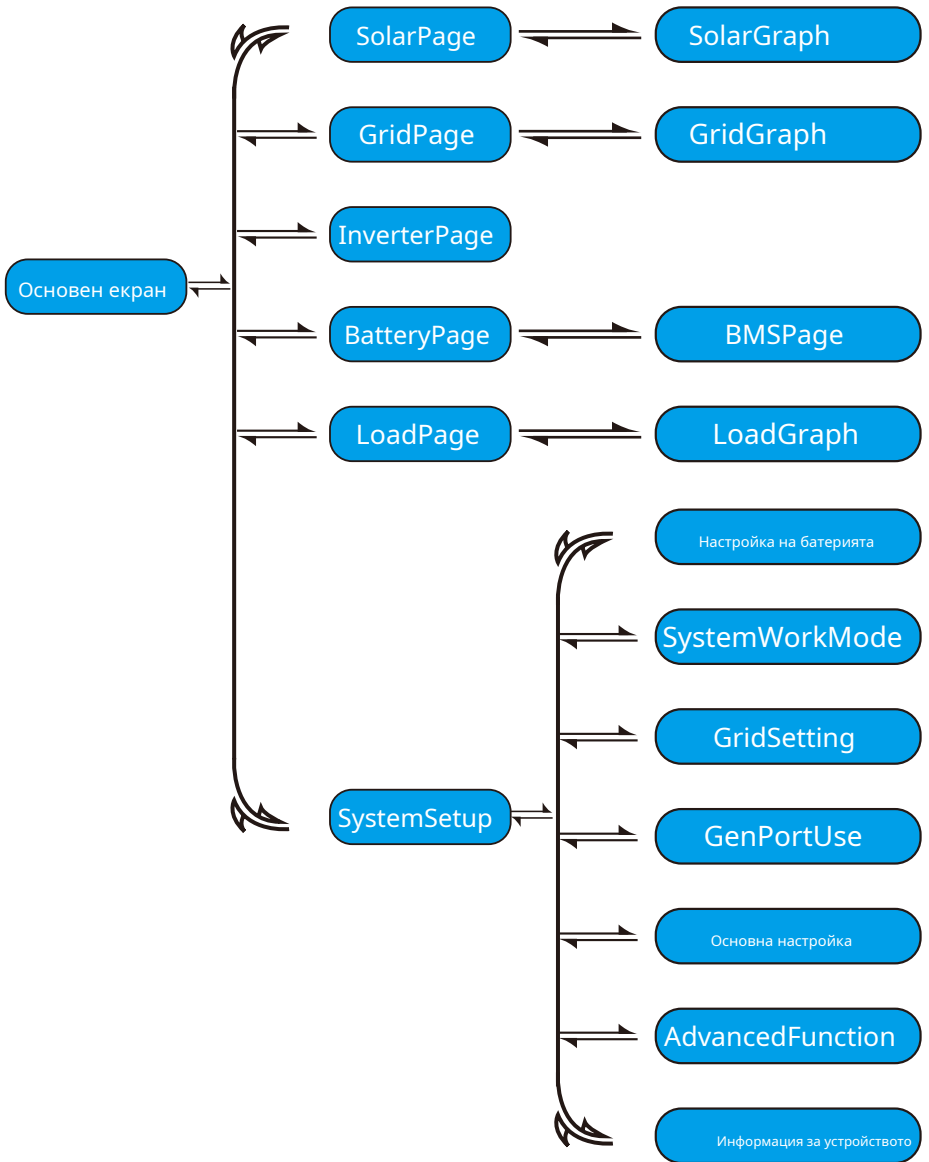 SolarPage
SolarGraph
GridPage
GridGraph
InverterPage
Основен екран
BatteryPage
BMSPage
LoadPage
LoadGraph
Настройка на батерията
SystemWorkMode
GridSetting
SystemSetup
GenPortUse
Основна настройка
AdvancedFunction
Информация за устройството